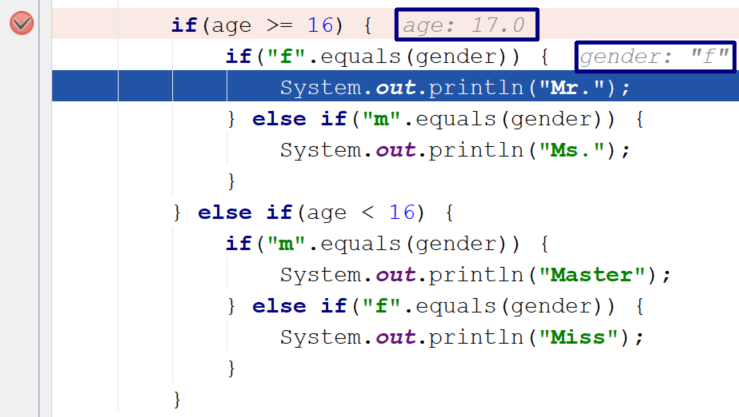 if(age >= 16) { age: 17.0
if("f".equals(gender)) { gender: "f"
System.out.println("Mr.");
} else if("m".equals(gender)) {
System.out.println("Ms.");
}
} else if(age < 16) {
if("m".equals(gender)) {
System.out.println("Master");
} else if("f".equals(gender)) {
System.out.println("Miss");
}
}